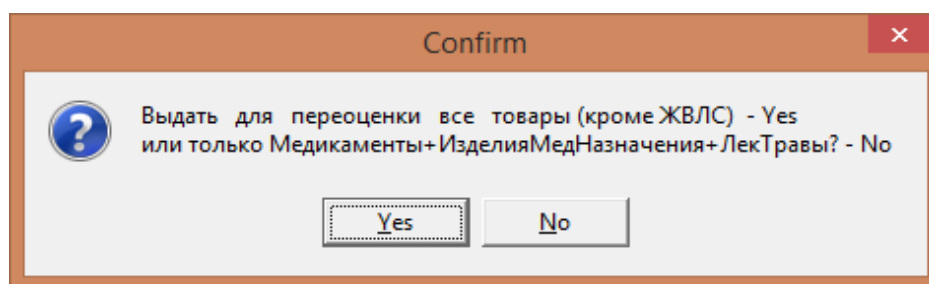 Confirm
Выдать для переоценки все товары (кроме ЖВЛС) - Yes
или только Медикаменты+ИзделияМедНазначения+ЛекТравы? - No
Yes
No